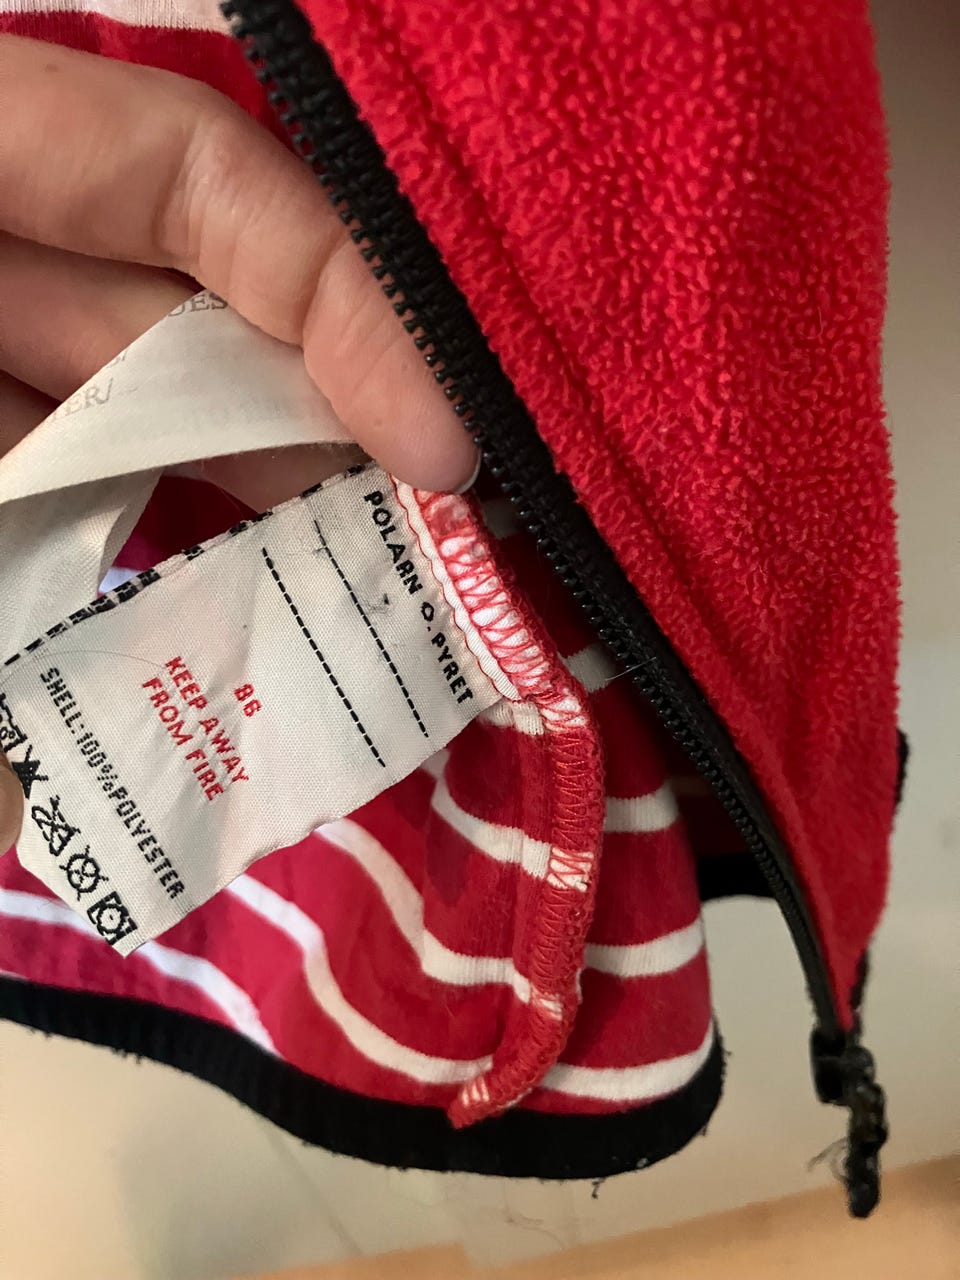 POLARN O. PYRET
86
KEEP AWAY
FROM FIRE
SHELL:100%POLYESTER